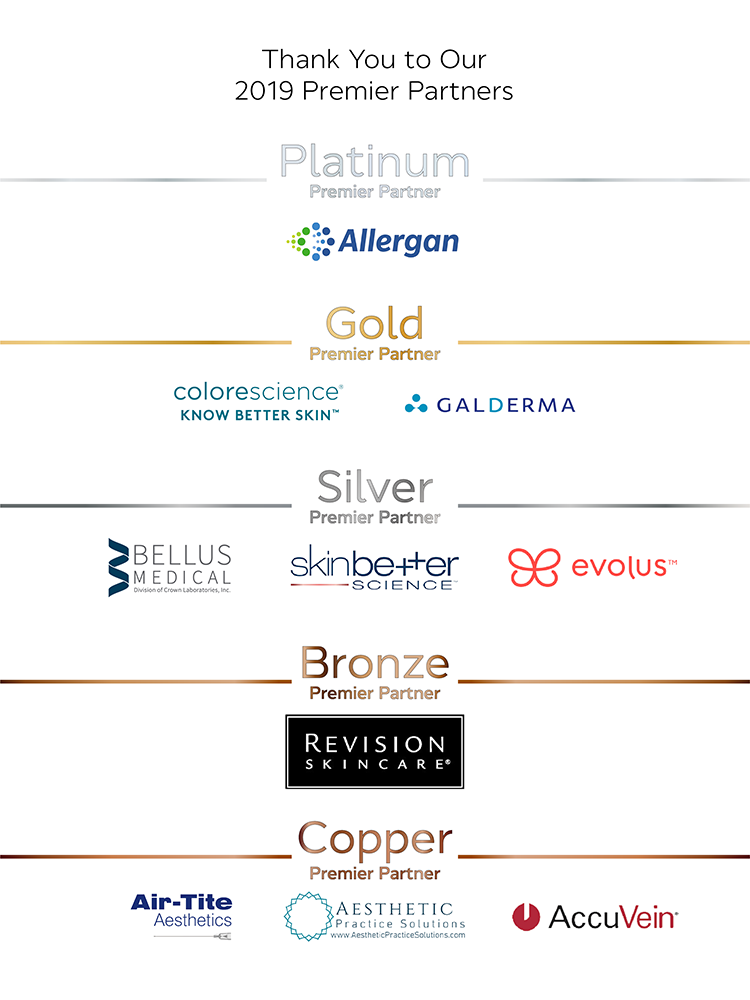 Thank You to Our
2019 Premier Partners
Platinum
Premier Partner
Allergan
Gold
Premier Partner
colorescience®
KNOW BETTER SKIN™
GALDERMA
Silver
Premier Partner
BELLUS
MEDICAL
Division of Crown Laboratories, Inc.
skinbetter
SCIENCE™
evolus™
Bronze
Premier Partner
REVISION
SKINCARE®
Copper
Premier Partner
Air-Tite
Aesthetics
AESTHETIC
Practice Solutions
www.AestheticPracticeSolutions.com
AccuVein®